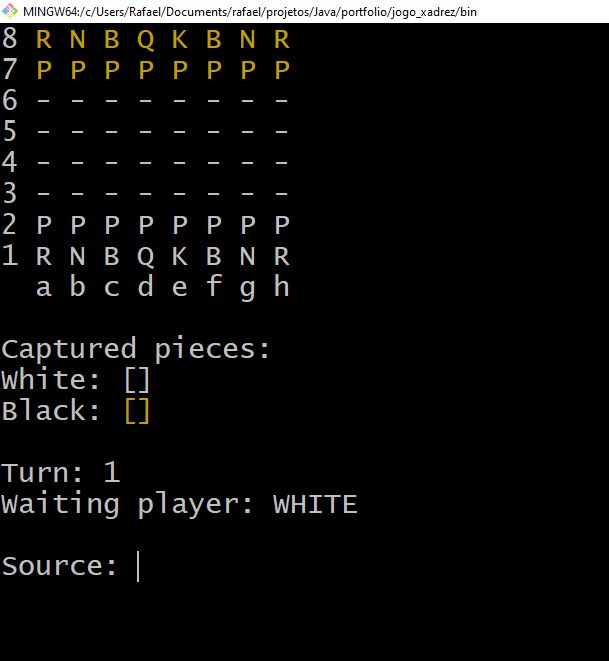 MINGW64:/c/Users/Rafael/Documents/rafael/projetos/Java/portfolio/jogo_xadrez/bin
8 R N B Q K B N R
7 P P P P P P P P
6 - - - - - - - -
5 - - - - - - - -
4 - - - - - - - -
3 - - - - - - - -
2 P P P P P P P P
1 R N B Q K B N R
a b c d e f g h
Captured pieces:
White: []
Black: []
Turn: 1
Waiting player: WHITE
Source: